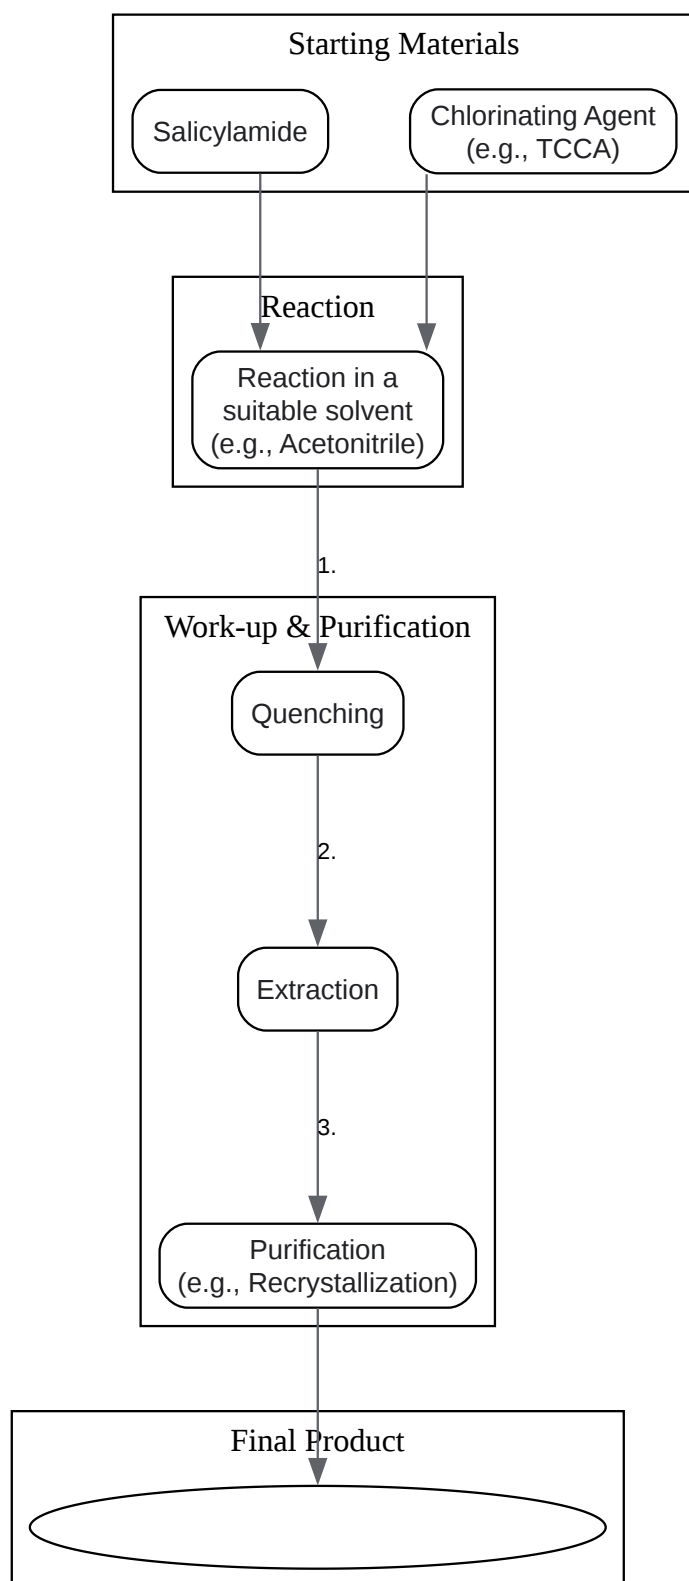 Starting Materials
Salicylamide
Chlorinating Agent
(e.g., TCCA)
Reaction
Reaction in a
suitable solvent
(e.g., Acetonitrile)
1.
Work-up & Purification
Quenching
2.
Extraction
3.
Purification
(e.g., Recrystallization)
Final Product